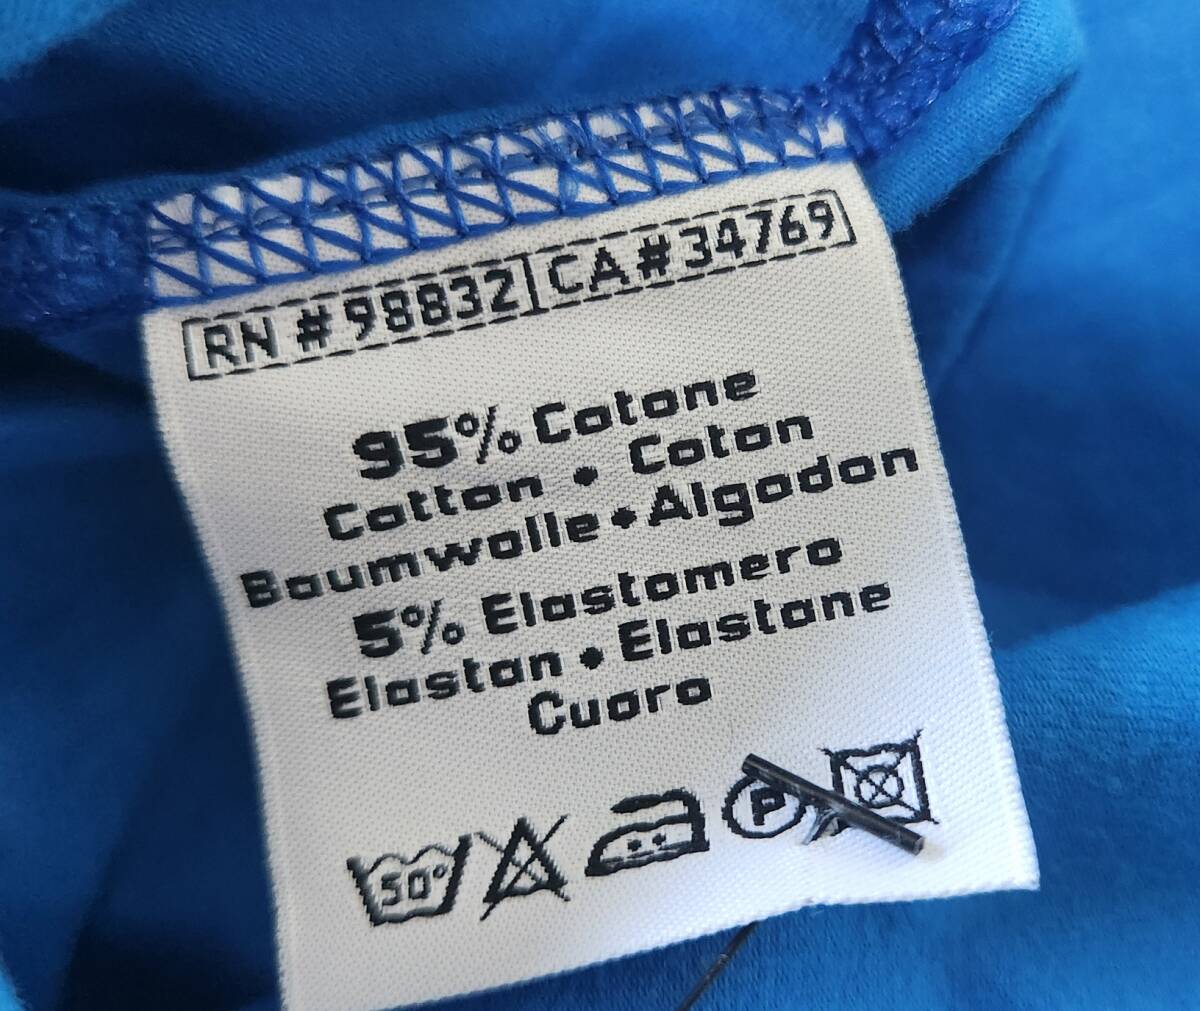 RN # 98832 CA # 34769
95% Cotone
Cotton • Coton
Baumwolle • Algodon
5% Elastomero
Elastan • Elastane
Cuoro
P